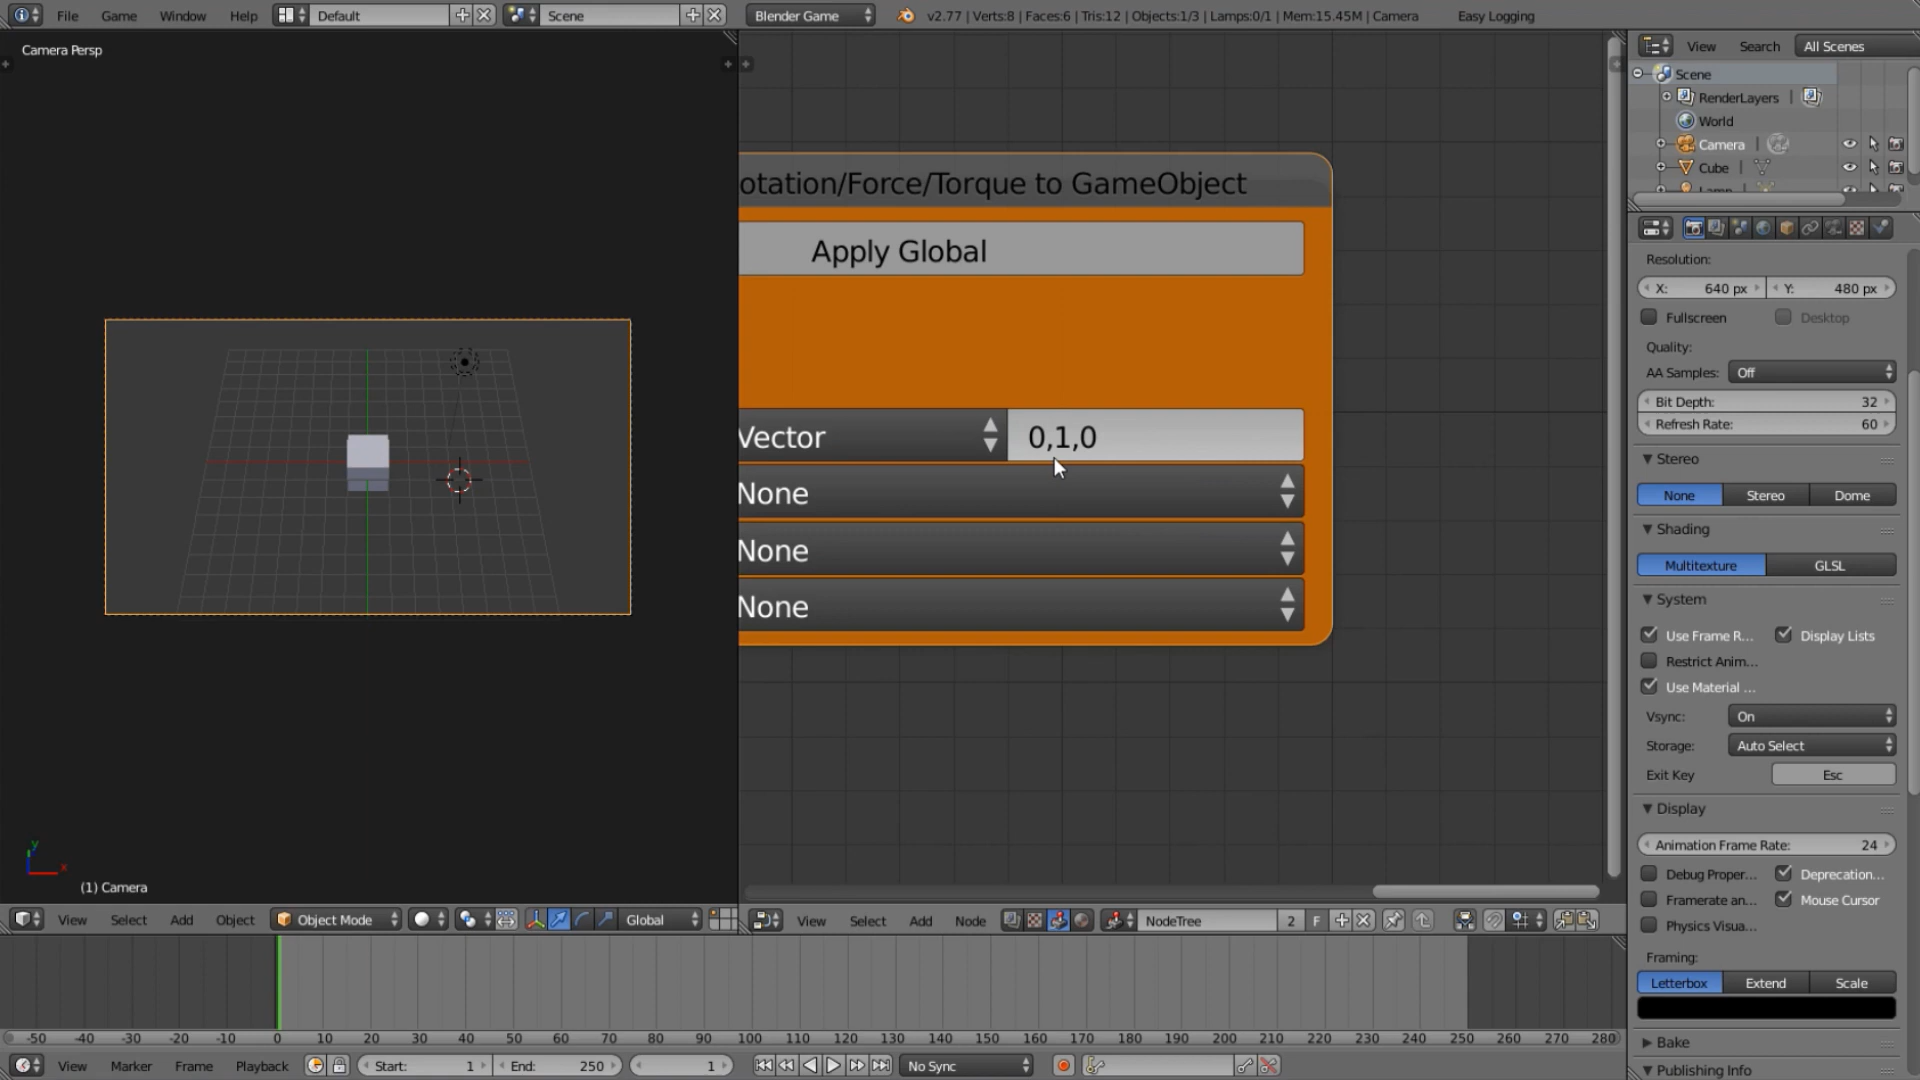 File Game Window Help Default Scene Blender Game v2.77 | Verts:8 | Faces:6 | Tris:12 | Objects:1/3 | Lamps:0/1 | Mem:15.45M | Camera Easy Logging
Camera Persp
(1) Camera
View Select Add Object Object Mode Global
otation/Force/Torque to GameObject
Apply Global
Vector 0,1,0
None
None
None
View Select Add Node NodeTree 2 F
View Search All Scenes
Scene
RenderLayers
World
Camera
Cube
Lamp
Resolution:
X: 640 px Y: 480 px
Fullscreen Desktop
Quality:
AA Samples: Off
Bit Depth: 32
Refresh Rate: 60
Stereo
None Stereo Dome
Shading
Multitexture GLSL
System
Use Frame R... Display Lists
Restrict Anim...
Use Material ...
Vsync: On
Storage: Auto Select
Exit Key Esc
Display
Animation Frame Rate: 24
Debug Proper... Deprecation...
Framerate an... Mouse Cursor
Physics Visua...
Framing:
Letterbox Extend Scale
Bake
Publishing Info
-50 -40 -30 -20 -10 0 10 20 30 40 50 60 70 80 90 100 110 120 130 140 150 160 170 180 190 200 210 220 230 240 250 260 270 280
View Marker Frame Playback Start: 1 End: 250 1 No Sync